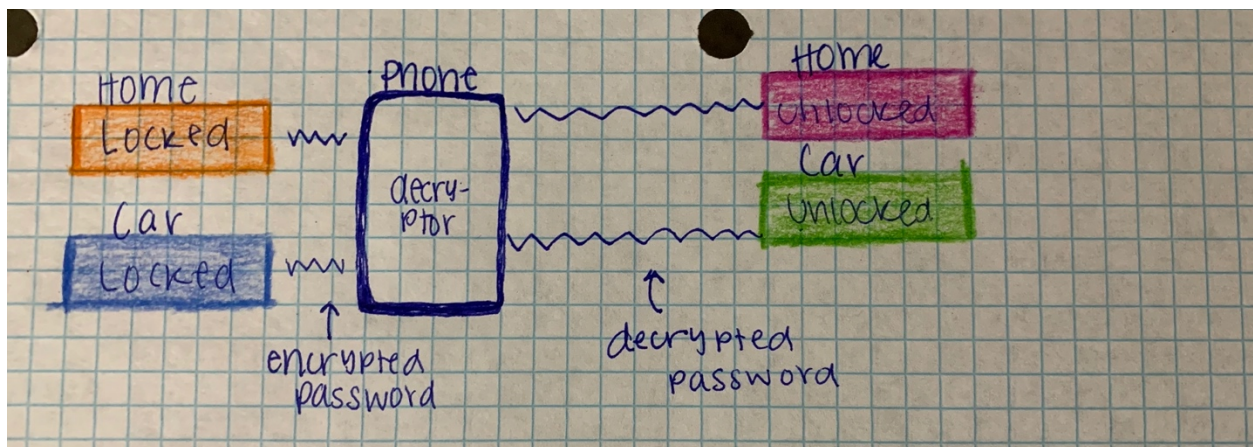 Home
Locked
Car
Locked
encrypted
password
Phone
decry-
ptor
Home
Unlocked
Car
Unlocked
decrypted
password